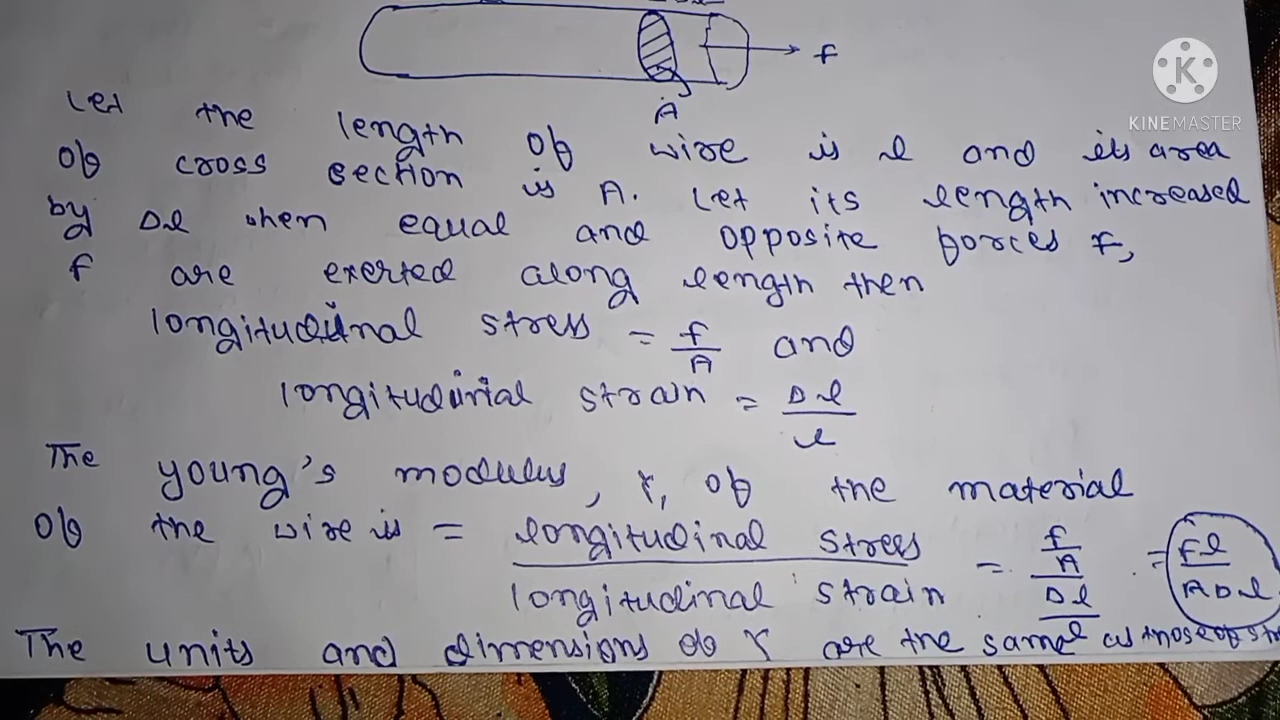 F
A
Let the length of wire is l and its area
of cross section is A. Let its length increased
by Δl when equal and opposite forces F,
F are exerted along length then
longitudinal stress = F/A and
longitudinal strain = Δl/l
The young's modulus, Y, of the material
of the wire is = longitudinal stress / longitudinal strain = F/A / Δl/l = Fl/AΔl
The units and dimensions of Y are the same as those of
KINEMASTER